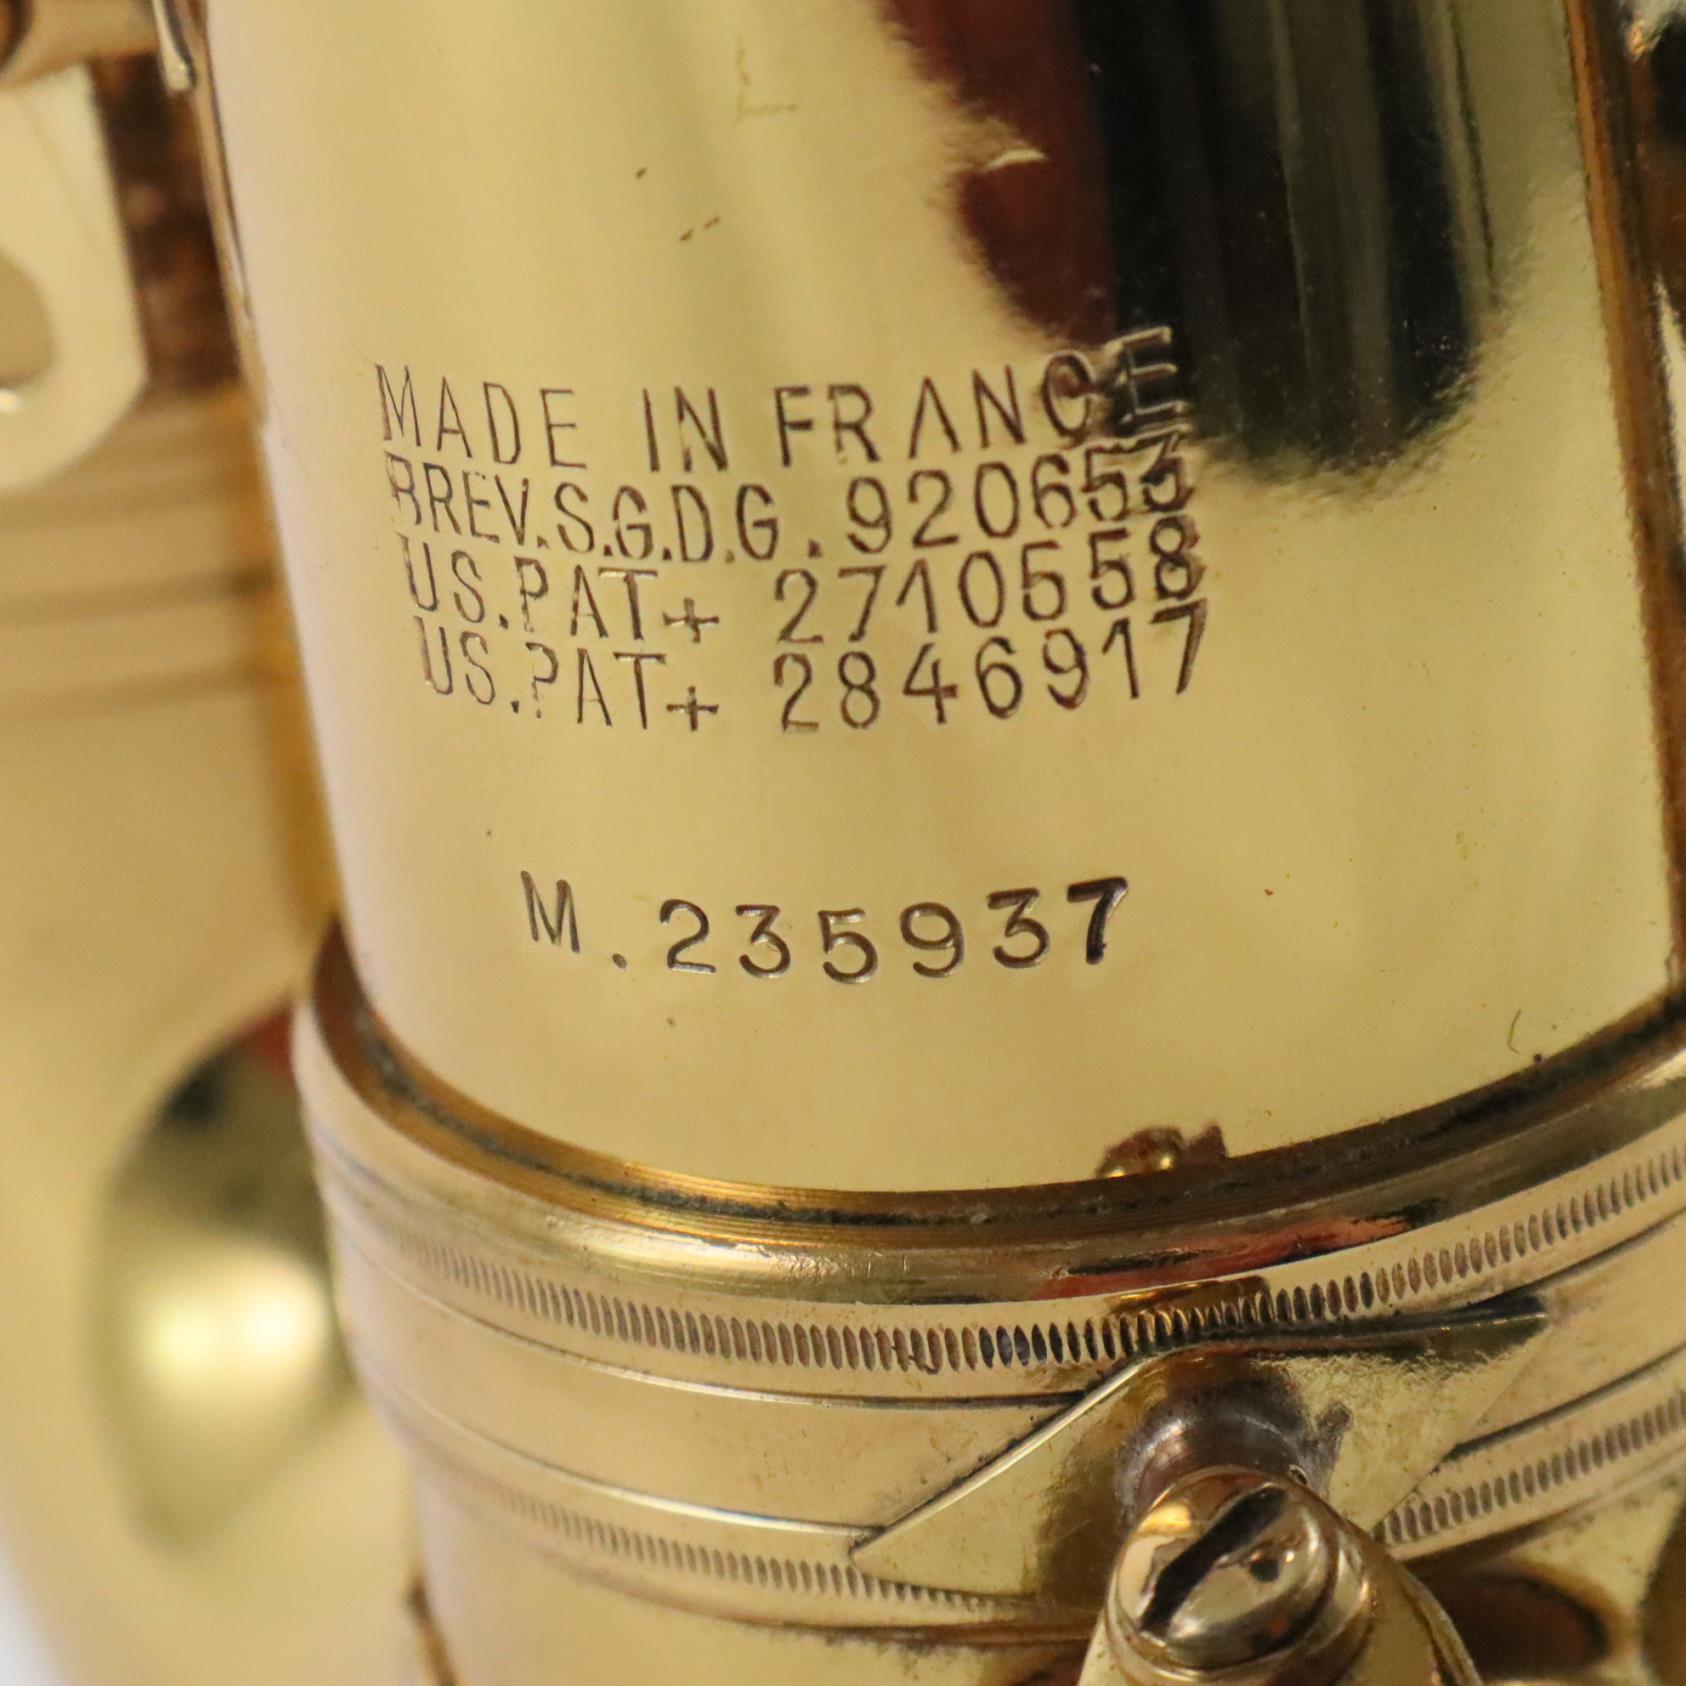 MADE IN FRANCE
BREV.S.G.D.G. 920653
US.PAT+ 2710558
US.PAT+ 2846917
M.235937